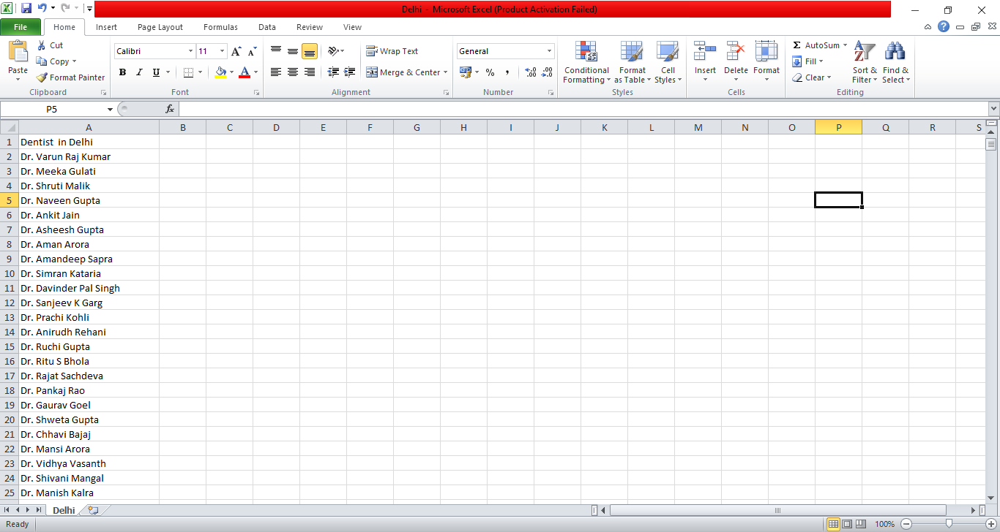 Delhi - Microsoft Excel (Product Activation Failed)
File Home Insert Page Layout Formulas Data Review View
Paste
Cut
Copy
Format Painter
Clipboard
Calibri 11
B I U
Font
Wrap Text
Merge & Center
Alignment
General
%
Number
Conditional Formatting
Format as Table
Cell Styles
Styles
Insert Delete Format
Cells
AutoSum
Fill
Clear
Sort & Filter
Find & Select
Editing
P5 fx
A B C D E F G H I J K L M N O P Q R S
1 Dentist  in Delhi
2 Dr. Varun Raj Kumar
3 Dr. Meeka Gulati
4 Dr. Shruti Malik
5 Dr. Naveen Gupta
6 Dr. Ankit Jain
7 Dr. Asheesh Gupta
8 Dr. Aman Arora
9 Dr. Amandeep Sapra
10 Dr. Simran Kataria
11 Dr. Davinder Pal Singh
12 Dr. Sanjeev K Garg
13 Dr. Prachi Kohli
14 Dr. Anirudh Rehani
15 Dr. Ruchi Gupta
16 Dr. Ritu S Bhola
17 Dr. Rajat Sachdeva
18 Dr. Pankaj Rao
19 Dr. Gaurav Goel
20 Dr. Shweta Gupta
21 Dr. Chhavi Bajaj
22 Dr. Mansi Arora
23 Dr. Vidhya Vasanth
24 Dr. Shivani Mangal
25 Dr. Manish Kalra
Delhi
Ready 100%